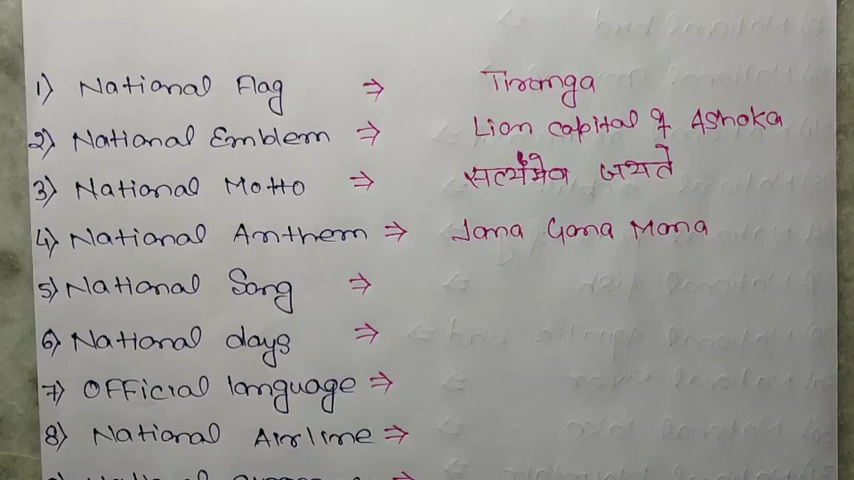 1) National Flag ⇒ Tironga
2) National Emblem ⇒ Lion capital of Ashoka
3) National Motto ⇒ सत्यमेव जयते
4) National Anthem ⇒ Jana Gana Mana
5) National Song ⇒
6) National days ⇒
7) Official language ⇒
8) National Airline ⇒